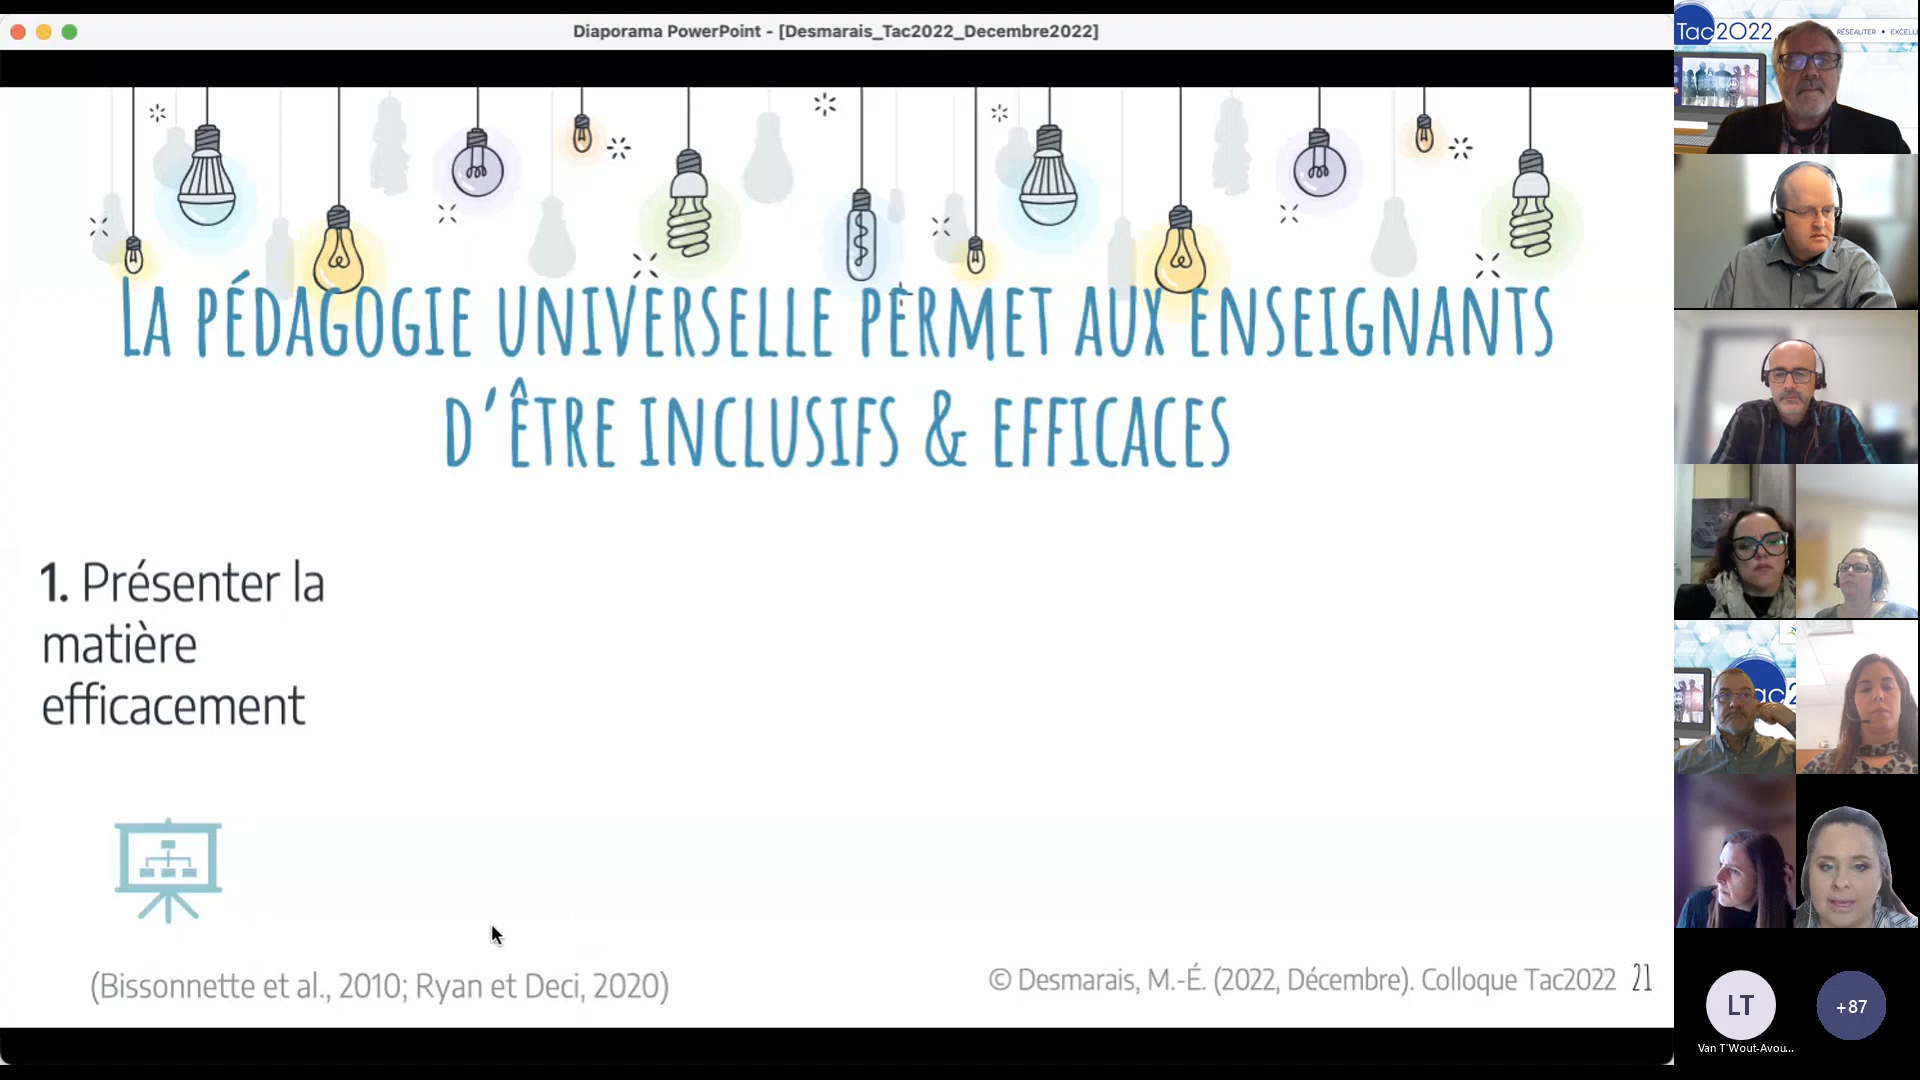 Diaporama PowerPoint - [Desmarais_Tac2022_Decembre2022]
LA PÉDAGOGIE UNIVERSELLE PERMET AUX ENSEIGNANTS
D'ÊTRE INCLUSIFS & EFFICACES
1. Présenter la
matière
efficacement
(Bissonnette et al., 2010; Ryan et Deci, 2020)
© Desmarais, M.-É. (2022, Décembre). Colloque Tac2022 21
Tac2022
RÉSEAUTER •
LT
+87
Van T'Wout-Avou...